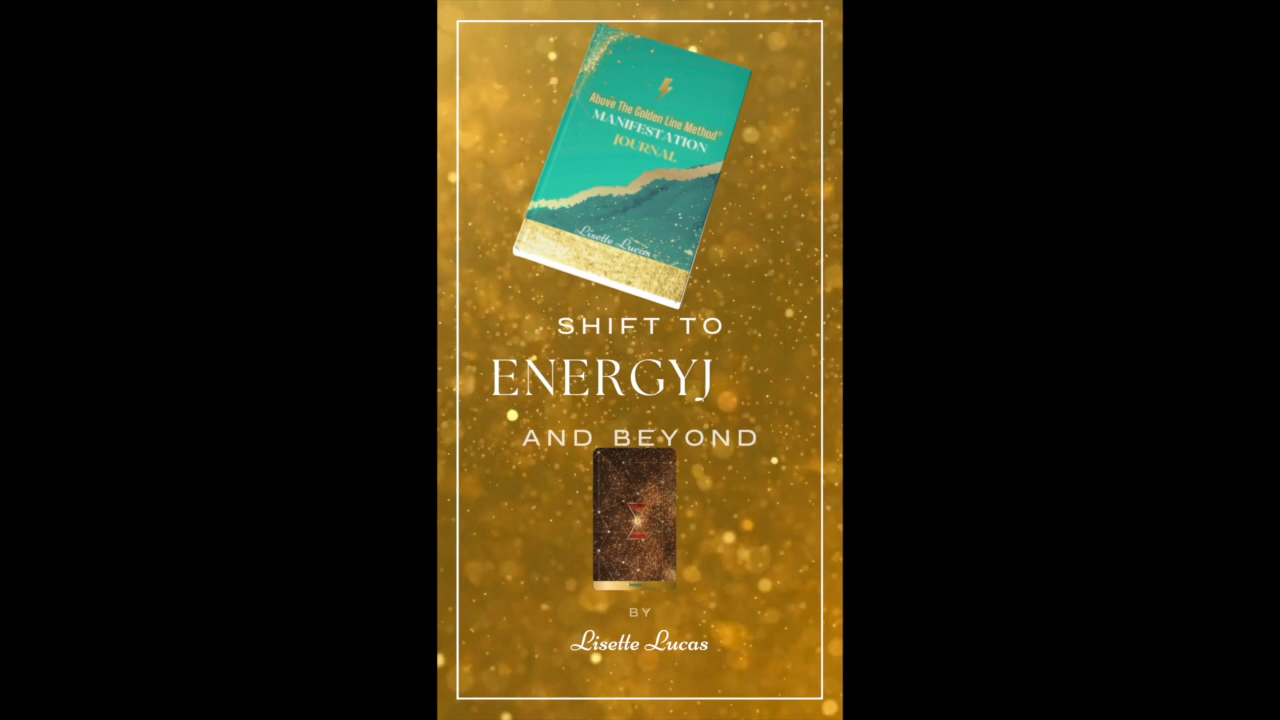 Above The Golden Line Method®
MANIFESTATION
JOURNAL
Lisette Lucas
SHIFT TO
ENERGYJ
AND BEYOND
BY
Lisette Lucas